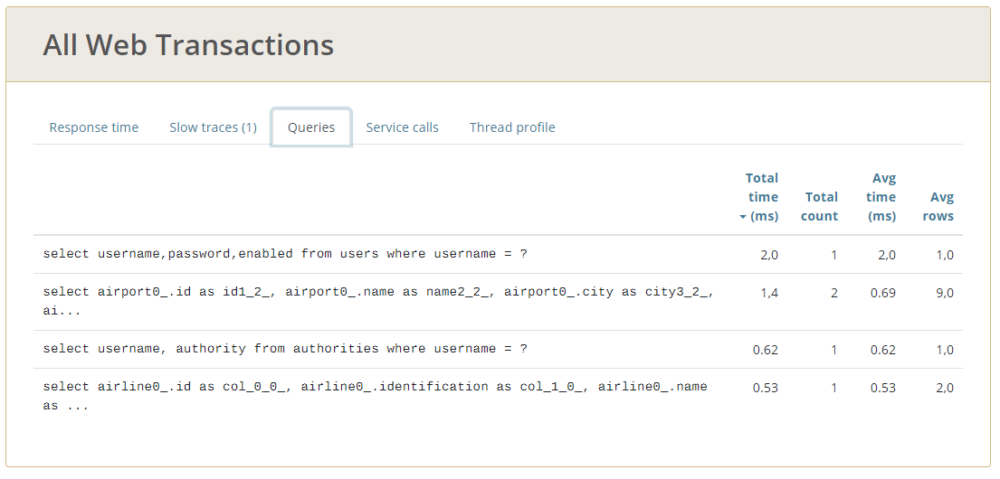 All Web Transactions
Response time Slow traces (1) Queries Service calls Thread profile
Total time (ms) Total count Avg time (ms) Avg rows
select username,password,enabled from users where username = ? 2,0 1 2,0 1,0
select airport0_.id as id1_2_, airport0_.name as name2_2_, airport0_.city as city3_2_, 1,4 2 0.69 9,0
ai...
select username, authority from authorities where username = ? 0.62 1 0.62 1,0
select airline0_.id as col_0_0_, airline0_.identification as col_1_0_, airline0_.name 0.53 1 0.53 2,0
as ...